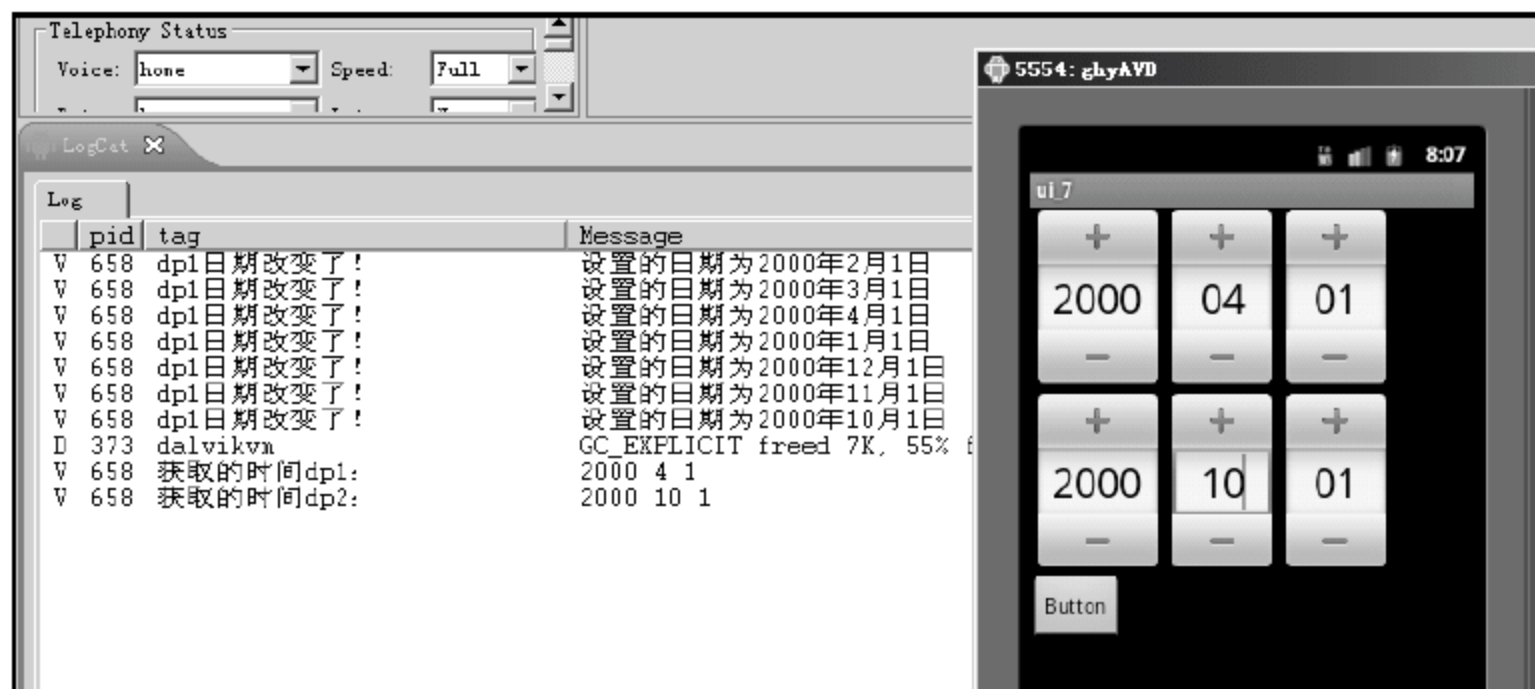 Telephony Status
Voice: home Speed: Full
LogCat
Log
pid tag Message
V 658 dp1日期改变了! 设置的日期为2000年2月1日
V 658 dp1日期改变了! 设置的日期为2000年3月1日
V 658 dp1日期改变了! 设置的日期为2000年4月1日
V 658 dp1日期改变了! 设置的日期为2000年1月1日
V 658 dp1日期改变了! 设置的日期为2000年12月1日
V 658 dp1日期改变了! 设置的日期为2000年11月1日
V 658 dp1日期改变了! 设置的日期为2000年10月1日
D 373 dalvikvm GC_EXPLICIT freed 7K, 55%
V 658 获取的时间dp1: 2000 4 1
V 658 获取的时间dp2: 2000 10 1
5554: ghyAVD
8:07
ui_7
+ + +
2000 04 01
- - -
+ + +
2000 10 01
- - -
Button